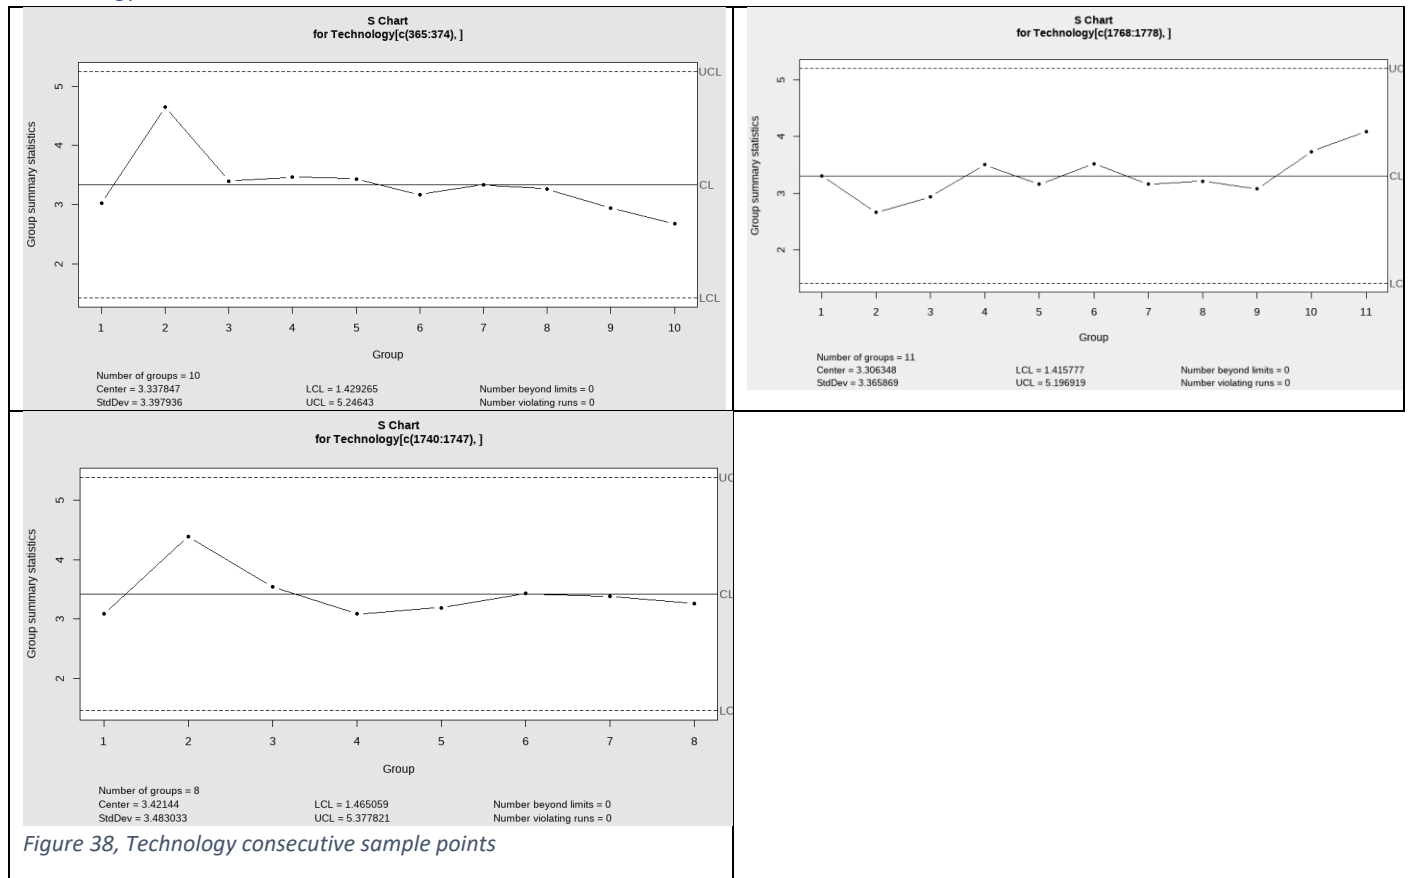 S Chart
for Technology[c(365:374), ]
Group summary statistics
5
4
3
2
UCL
CL
LCL
1 2 3 4 5 6 7 8 9 10
Group
Number of groups = 10
Center = 3.337847 LCL = 1.429265 Number beyond limits = 0
StdDev = 3.397936 UCL = 5.24643 Number violating runs = 0
S Chart
for Technology[c(1768:1778), ]
Group summary statistics
5
4
3
2
UC
CL
LC
1 2 3 4 5 6 7 8 9 10 11
Group
Number of groups = 11
Center = 3.306348 LCL = 1.415777 Number beyond limits = 0
StdDev = 3.365869 UCL = 5.196919 Number violating runs = 0
S Chart
for Technology[c(1740:1747), ]
Group summary statistics
5
4
3
2
UC
CL
LC
1 2 3 4 5 6 7 8
Group
Number of groups = 8
Center = 3.42144 LCL = 1.465059 Number beyond limits = 0
StdDev = 3.483033 UCL = 5.377821 Number violating runs = 0
Figure 38, Technology consecutive sample points